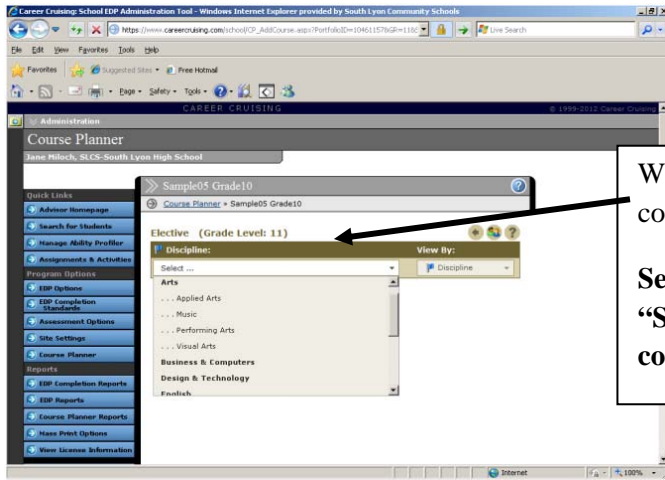 Career Cruising: School EDP Administration Tool - Windows Internet Explorer provided by South Lyon Community Schools
https://www.careercruising.com/school/CP_AddCourse.aspx?PortfolioID=10461157&GR=118
Live Search
File Edit View Favorites Tools Help
Favorites Suggested Sites Free Hotmail
Page Safety Tools
CAREER CRUISING © 1999-2012 Career Cruising
Administration
Course Planner
Jane Miloch, SLCS-South Lyon High School
Quick Links
Advisor Homepage
Search for Students
Manage Ability Profiler
Assignments & Activities
Program Options
EDP Options
EDP Completion Standards
Assessment Options
Site Settings
Course Planner
Reports
EDP Completion Reports
EDP Reports
Course Planner Reports
Mass Print Options
View License Information
Sample05 Grade10
Course Planner » Sample05 Grade10
Elective (Grade Level: 11)
Discipline: View By:
Select ... Discipline
Arts
. . . Applied Arts
. . . Music
. . . Performing Arts
. . . Visual Arts
Business & Computers
Design & Technology
English
W
co
Se
“S
co
Internet 100%